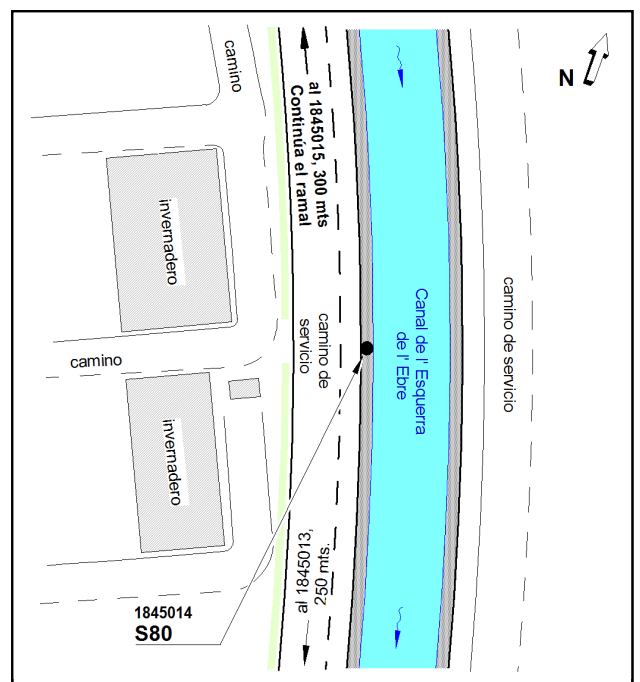 camino
N
al 1845015, 300 mts
Continúa el ramal
invernadero
Canal de l' Esquerra
de l' Ebre
camino de servicio
camino de
servicio
camino
invernadero
al 1845013,
250 mts.
1845014
S80